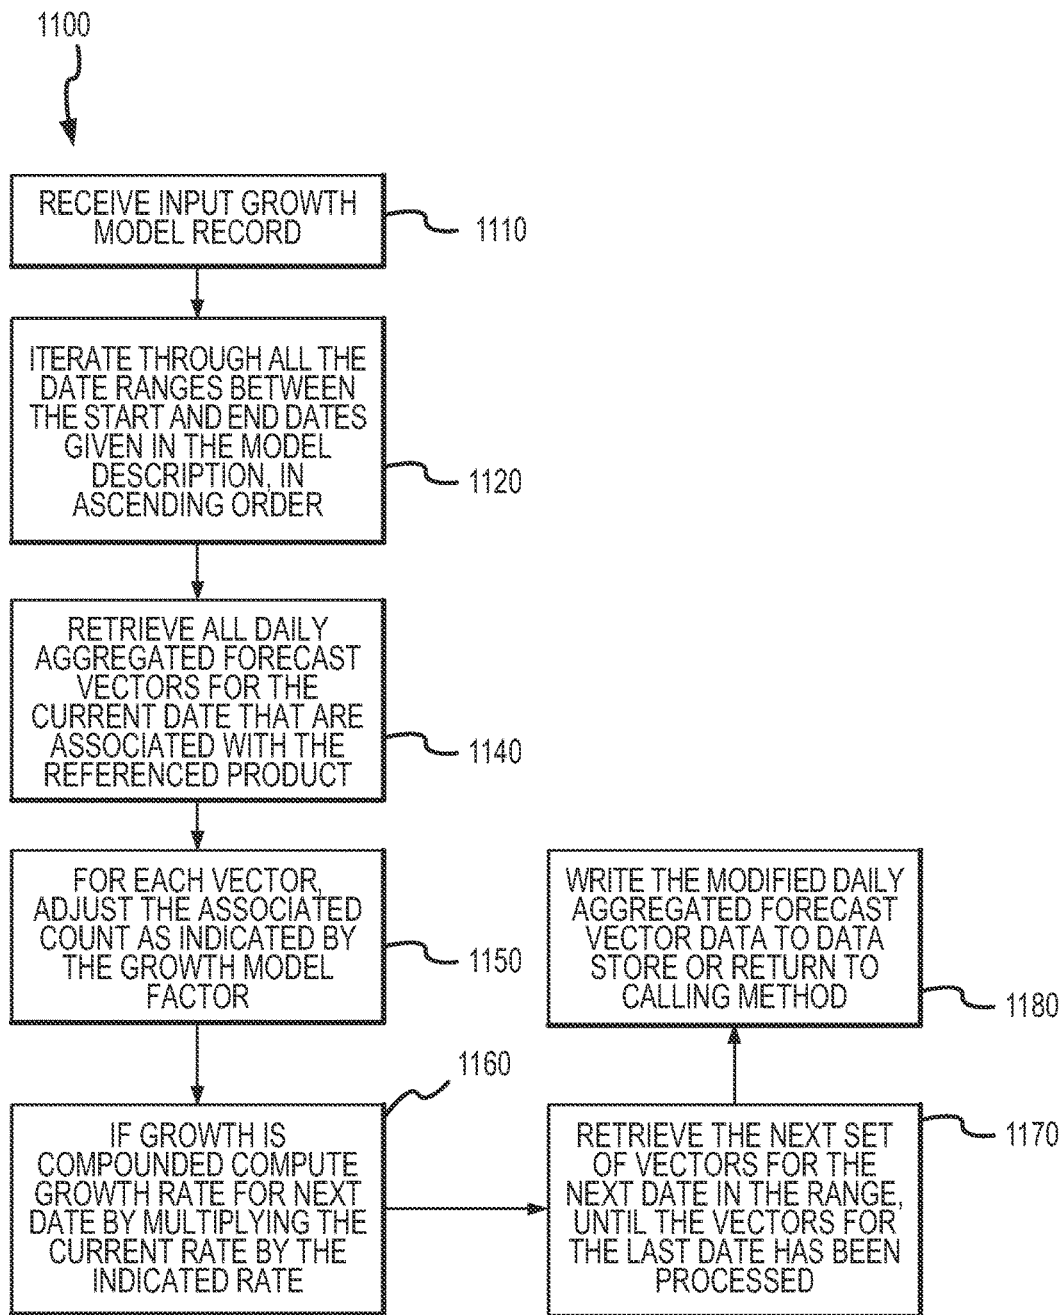 1100
RECEIVE INPUT GROWTH
MODEL RECORD
1110
ITERATE THROUGH ALL THE
DATE RANGES BETWEEN
THE START AND END DATES
GIVEN IN THE MODEL
DESCRIPTION, IN
ASCENDING ORDER
1120
RETRIEVE ALL DAILY
AGGREGATED FORECAST
VECTORS FOR THE
CURRENT DATE THAT ARE
ASSOCIATED WITH THE
REFERENCED PRODUCT
1140
FOR EACH VECTOR,
ADJUST THE ASSOCIATED
COUNT AS INDICATED BY
THE GROWTH MODEL
FACTOR
1150
IF GROWTH IS
COMPOUNDED COMPUTE
GROWTH RATE FOR NEXT
DATE BY MULTIPLYING THE
CURRENT RATE BY THE
INDICATED RATE
1160
RETRIEVE THE NEXT SET
OF VECTORS FOR THE
NEXT DATE IN THE RANGE,
UNTIL THE VECTORS FOR
THE LAST DATE HAS BEEN
PROCESSED
1170
WRITE THE MODIFIED DAILY
AGGREGATED FORECAST
VECTOR DATA TO DATA
STORE OR RETURN TO
CALLING METHOD
1180